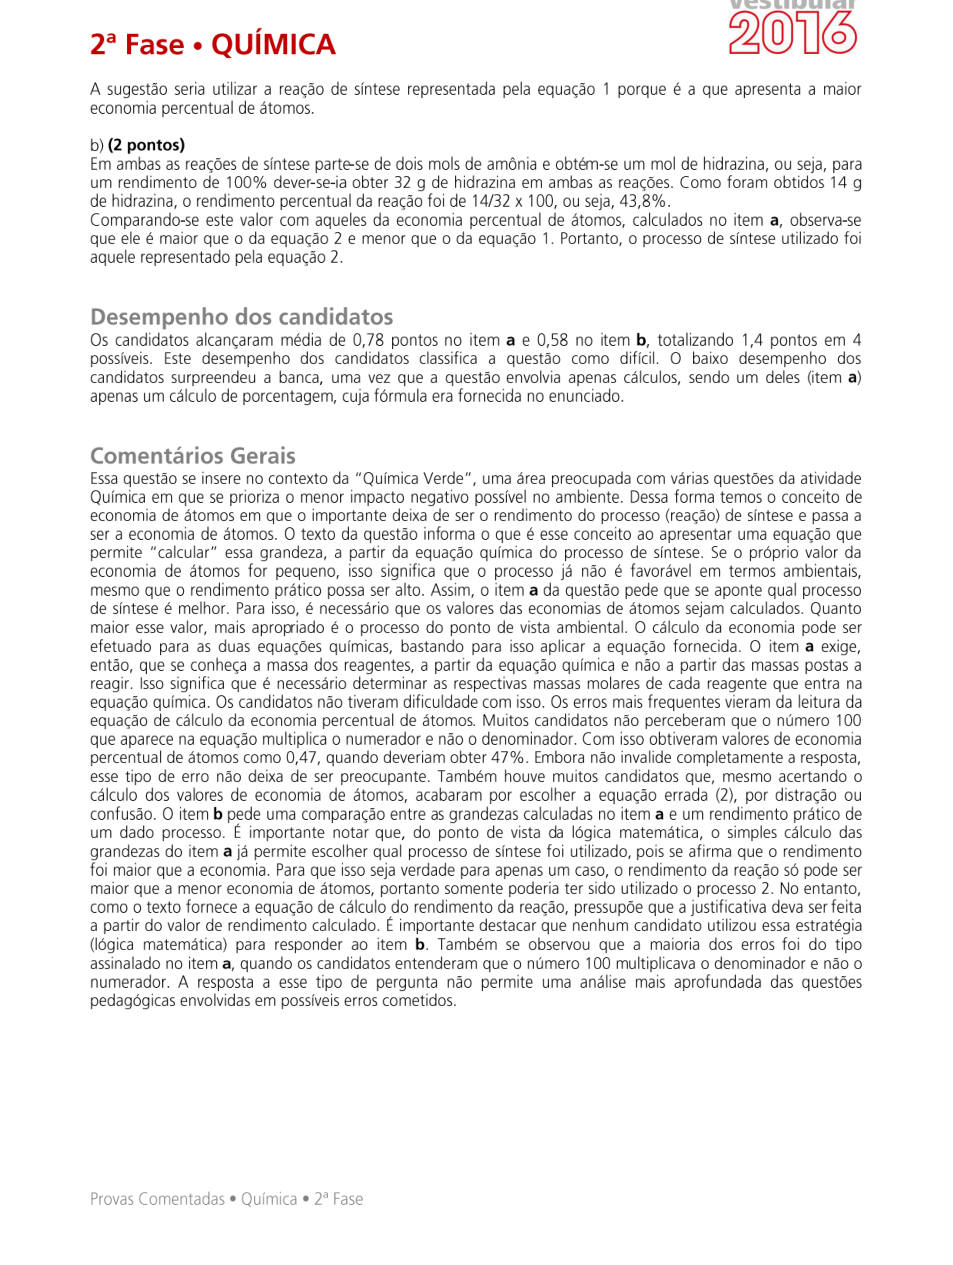 vestibular
2ª Fase • QUÍMICA
2016
A sugestão seria utilizar a reação de síntese representada pela equação 1 porque é a que apresenta a maior
economia percentual de átomos.
b) (2 pontos)
Em ambas as reações de síntese parte-se de dois mols de amônia e obtém-se um mol de hidrazina, ou seja, para
um rendimento de 100% dever-se-ia obter 32 g de hidrazina em ambas as reações. Como foram obtidos 14 g
de hidrazina, o rendimento percentual da reação foi de 14/32 x 100, ou seja, 43,8%.
Comparando-se este valor com aqueles da economia percentual de átomos, calculados no item a, observa-se
que ele é maior que o da equação 2 e menor que o da equação 1. Portanto, o processo de síntese utilizado foi
aquele representado pela equação 2.
Desempenho dos candidatos
Os candidatos alcançaram média de 0,78 pontos no item a e 0,58 no item b, totalizando 1,4 pontos em 4
possíveis. Este desempenho dos candidatos classifica a questão como difícil. O baixo desempenho dos
candidatos surpreendeu a banca, uma vez que a questão envolvia apenas cálculos, sendo um deles (item a)
apenas um cálculo de porcentagem, cuja fórmula era fornecida no enunciado.
Comentários Gerais
Essa questão se insere no contexto da “Química Verde”, uma área preocupada com várias questões da atividade
Química em que se prioriza o menor impacto negativo possível no ambiente. Dessa forma temos o conceito de
economia de átomos em que o importante deixa de ser o rendimento do processo (reação) de síntese e passa a
ser a economia de átomos. O texto da questão informa o que é esse conceito ao apresentar uma equação que
permite “calcular” essa grandeza, a partir da equação química do processo de síntese. Se o próprio valor da
economia de átomos for pequeno, isso significa que o processo já não é favorável em termos ambientais,
mesmo que o rendimento prático possa ser alto. Assim, o item a da questão pede que se aponte qual processo
de síntese é melhor. Para isso, é necessário que os valores das economias de átomos sejam calculados. Quanto
maior esse valor, mais apropriado é o processo do ponto de vista ambiental. O cálculo da economia pode ser
efetuado para as duas equações químicas, bastando para isso aplicar a equação fornecida. O item a exige,
então, que se conheça a massa dos reagentes, a partir da equação química e não a partir das massas postas a
reagir. Isso significa que é necessário determinar as respectivas massas molares de cada reagente que entra na
equação química. Os candidatos não tiveram dificuldade com isso. Os erros mais frequentes vieram da leitura da
equação de cálculo da economia percentual de átomos. Muitos candidatos não perceberam que o número 100
que aparece na equação multiplica o numerador e não o denominador. Com isso obtiveram valores de economia
percentual de átomos como 0,47, quando deveriam obter 47%. Embora não invalide completamente a resposta,
esse tipo de erro não deixa de ser preocupante. Também houve muitos candidatos que, mesmo acertando o
cálculo dos valores de economia de átomos, acabaram por escolher a equação errada (2), por distração ou
confusão. O item b pede uma comparação entre as grandezas calculadas no item a e um rendimento prático de
um dado processo. É importante notar que, do ponto de vista da lógica matemática, o simples cálculo das
grandezas do item a já permite escolher qual processo de síntese foi utilizado, pois se afirma que o rendimento
foi maior que a economia. Para que isso seja verdade para apenas um caso, o rendimento da reação só pode ser
maior que a menor economia de átomos, portanto somente poderia ter sido utilizado o processo 2. No entanto,
como o texto fornece a equação de cálculo do rendimento da reação, pressupõe que a justificativa deva ser feita
a partir do valor de rendimento calculado. É importante destacar que nenhum candidato utilizou essa estratégia
(lógica matemática) para responder ao item b. Também se observou que a maioria dos erros foi do tipo
assinalado no item a, quando os candidatos entenderam que o número 100 multiplicava o denominador e não o
numerador. A resposta a esse tipo de pergunta não permite uma análise mais aprofundada das questões
pedagógicas envolvidas em possíveis erros cometidos.
Provas Comentadas • Química • 2ª Fase